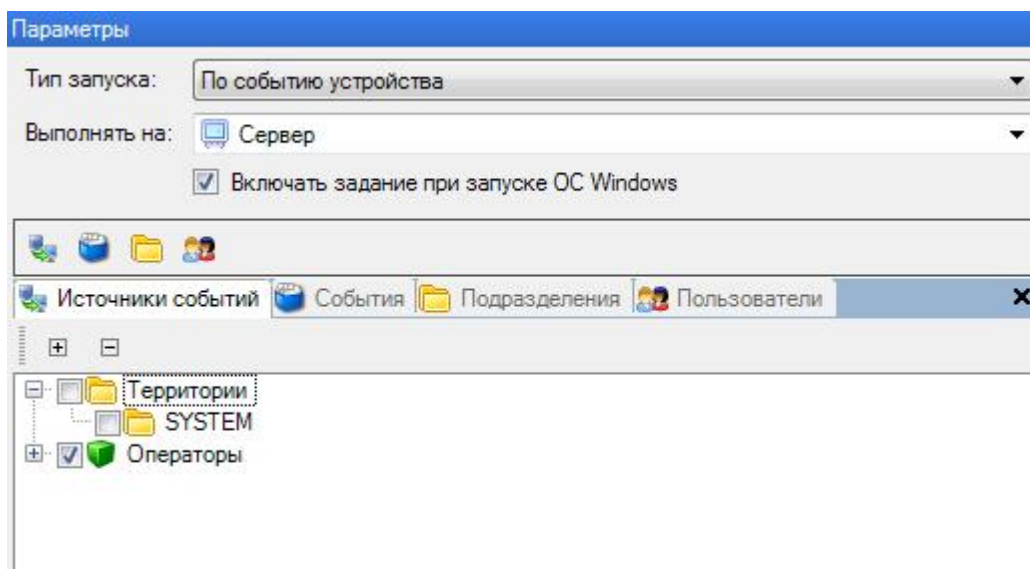 Параметры
Тип запуска: По событию устройства
Выполнять на: Сервер
Включать задание при запуске ОС Windows
Источники событий События Подразделения Пользователи
Территории
SYSTEM
Операторы